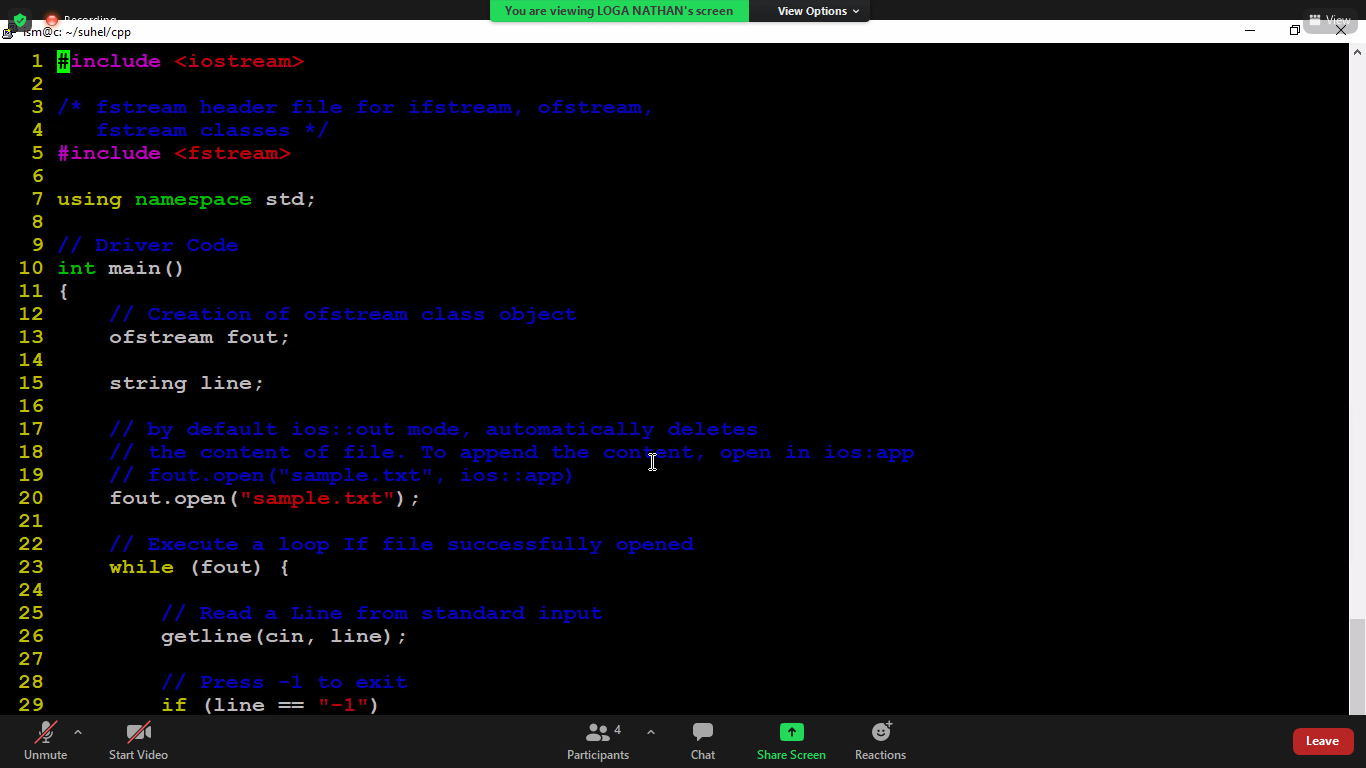 You are viewing LOGA NATHAN's screen
View Options
Recording
View
ism@c: ~/suhel/cpp
1 #include <iostream>
2
3 /* fstream header file for ifstream, ofstream,
4    fstream classes */
5 #include <fstream>
6
7 using namespace std;
8
9 // Driver Code
10 int main()
11 {
12     // Creation of ofstream class object
13     ofstream fout;
14
15     string line;
16
17     // by default ios::out mode, automatically deletes
18     // the content of file. To append the content, open in ios:app
19     // fout.open("sample.txt", ios::app)
20     fout.open("sample.txt");
21
22     // Execute a loop If file successfully opened
23     while (fout) {
24
25         // Read a Line from standard input
26         getline(cin, line);
27
28         // Press -1 to exit
29         if (line == "-1")
Unmute
Start Video
Participants
4
Chat
Share Screen
Reactions
Leave